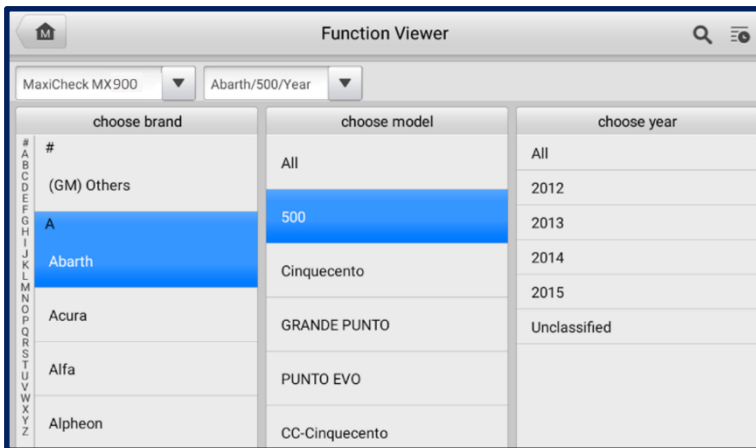 M
Function Viewer
MaxiCheck MX900
Abarth/500/Year
choose brand
#
A
B
C
D
E
F
G
H
I
J
K
L
M
N
O
P
Q
R
S
T
U
V
W
X
Y
Z
#
(GM) Others
A
Abarth
Acura
Alfa
Alpheon
choose model
All
500
Cinquecento
GRANDE PUNTO
PUNTO EVO
CC-Cinquecento
choose year
All
2012
2013
2014
2015
Unclassified